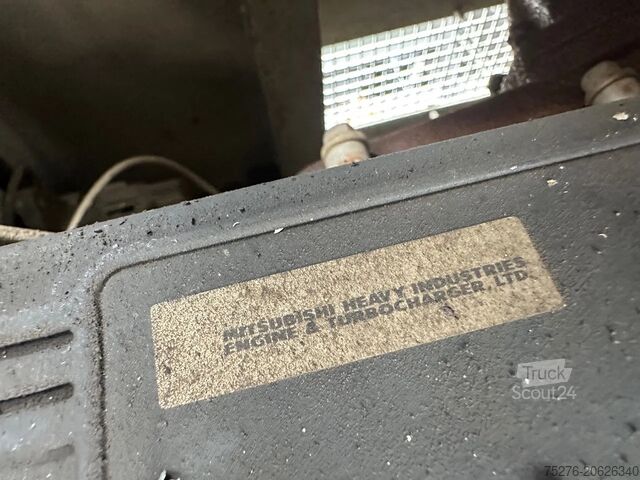 MITSUBISHI HEAVY INDUSTRIES
ENGINE & TURBOCHARGER, LTD.
Truck
Scout24
75276-20626340